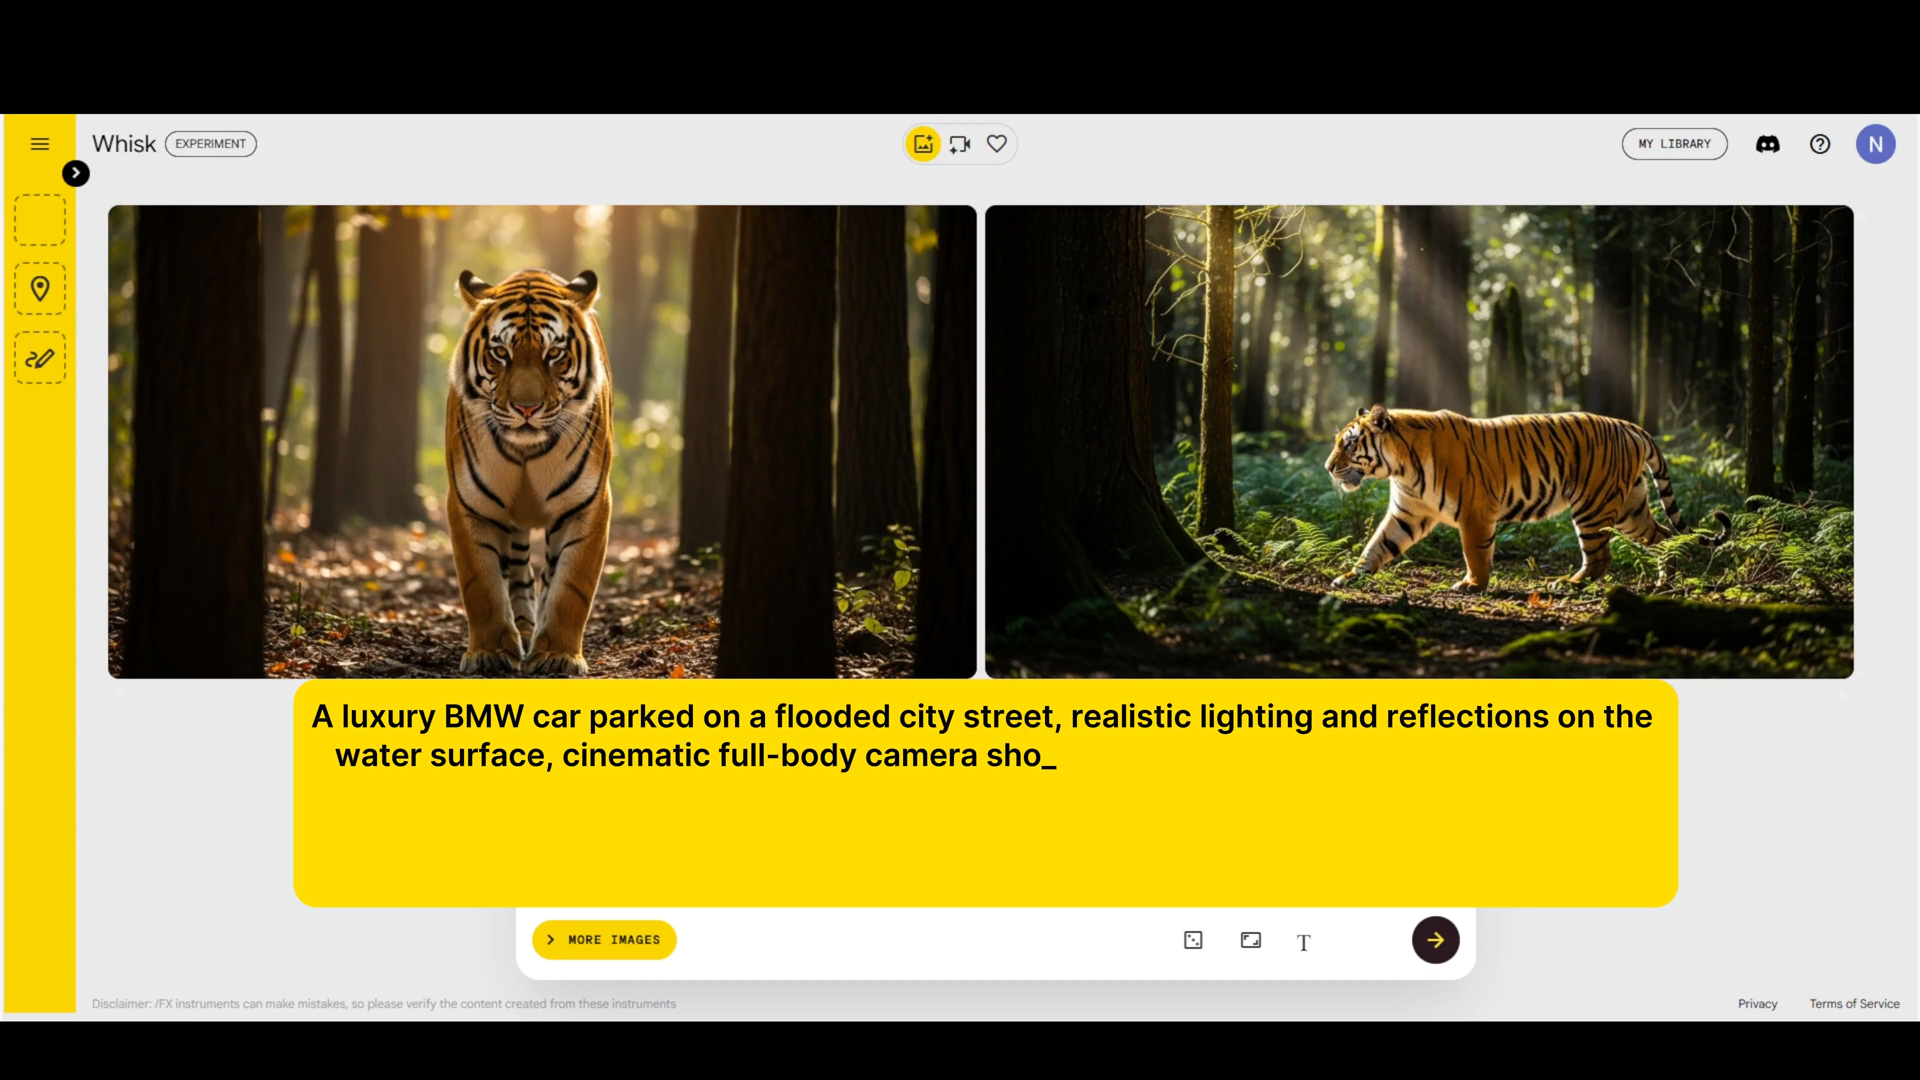 Whisk EXPERIMENT
MY LIBRARY
N
A luxury BMW car parked on a flooded city street, realistic lighting and reflections on the
water surface, cinematic full-body camera sho_
MORE IMAGES
T
Disclaimer: /FX instruments can make mistakes, so please verify the content created from these instruments
Privacy Terms of Service